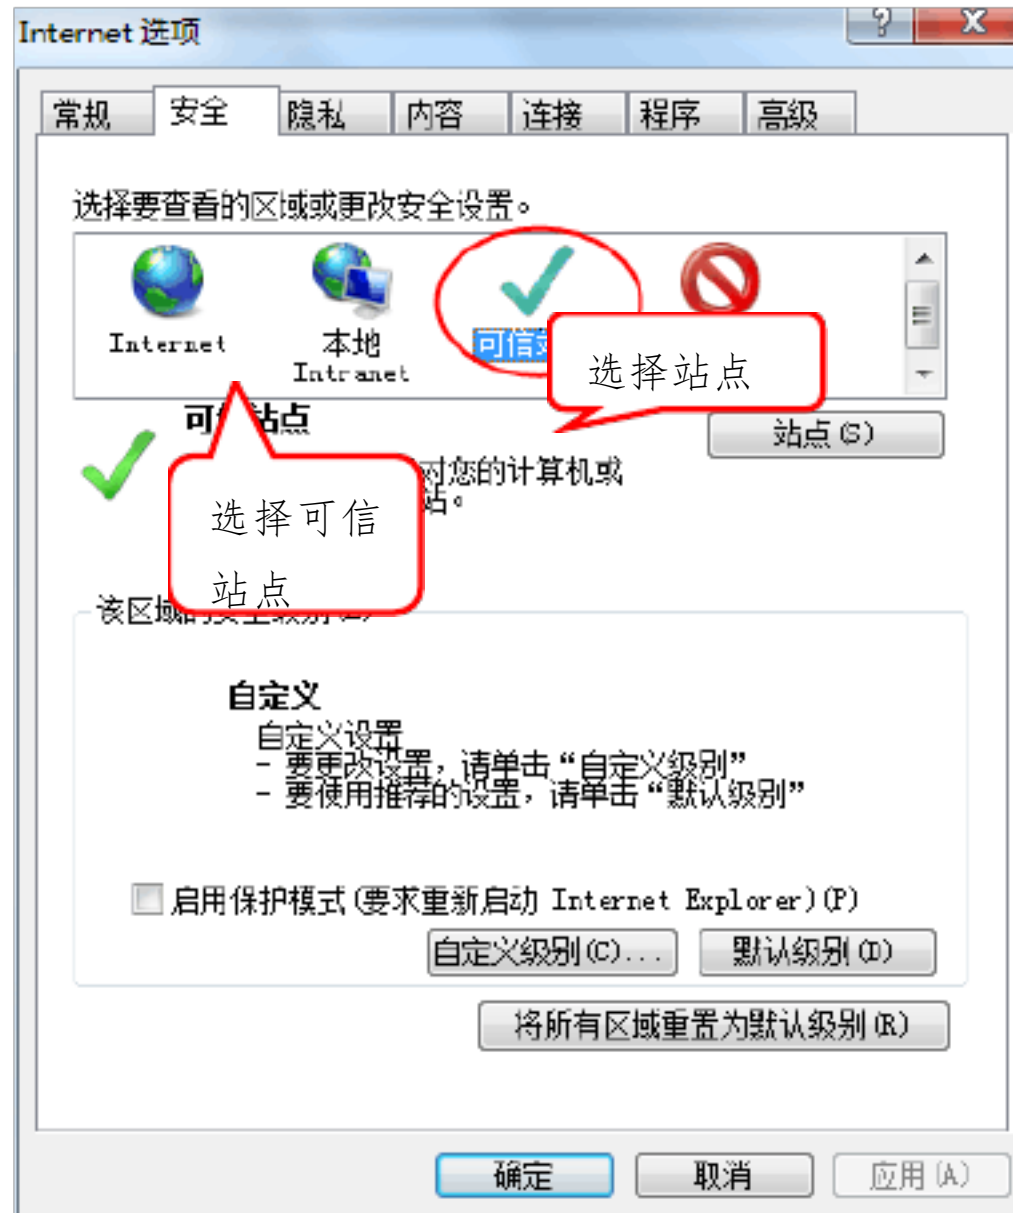 Internet 选项
常规 安全 隐私 内容 连接 程序 高级
选择要查看的区域或更改安全设置。
Internet
本地
Intranet
可信
选择站点
可 站点
站点(S)
对您的计算机或
站。
选择可信
站点
该区域
自定义
自定义设置
- 要更改设置，请单击“自定义级别”
- 要使用推荐的设置，请单击“默认级别”
启用保护模式(要求重新启动 Internet Explorer)(P)
自定义级别(C)... 默认级别(D)
将所有区域重置为默认级别(R)
确定 取消 应用(A)